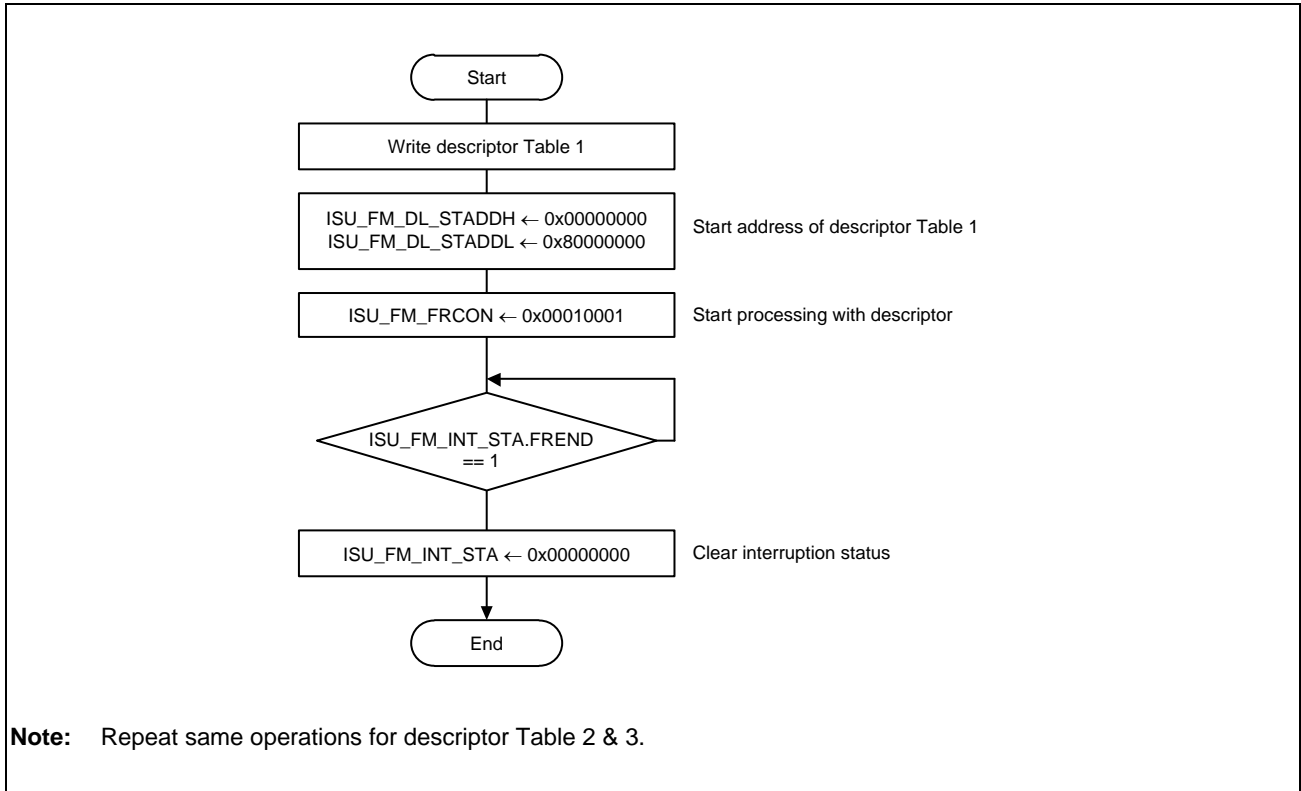 Start
Write descriptor Table 1
ISU_FM_DL_STADDH ← 0x00000000
ISU_FM_DL_STADDL ← 0x80000000
Start address of descriptor Table 1
ISU_FM_FRCON ← 0x00010001
Start processing with descriptor
ISU_FM_INT_STA.FREND
== 1
ISU_FM_INT_STA ← 0x00000000
Clear interruption status
End
Note: Repeat same operations for descriptor Table 2 & 3.